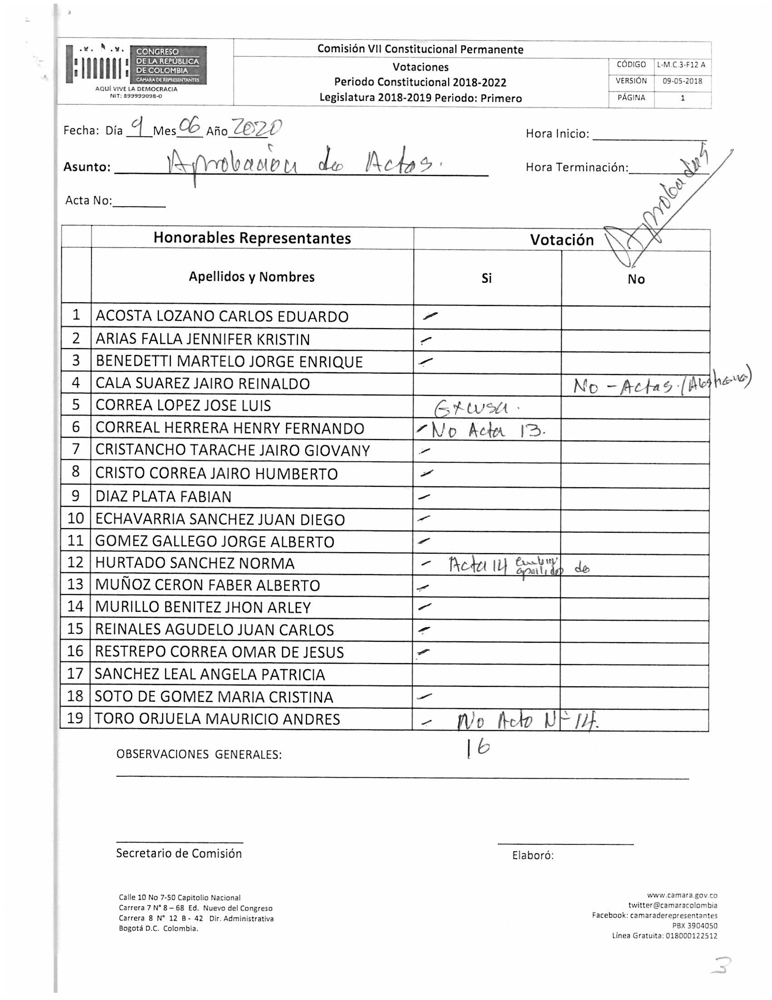 CONGRESO
DE LA REPÚBLICA
DE COLOMBIA
CÁMARA DE REPRESENTANTES
AQUÍ VIVE LA DEMOCRACIA
NIT: 899999098-0
Comisión VII Constitucional Permanente
Votaciones
Periodo Constitucional 2018-2022
Legislatura 2018-2019 Periodo: Primero
CÓDIGO L-M.C.3-F12 A
VERSIÓN 09-05-2018
PÁGINA 1
Fecha: Día 9 Mes 06 Año 2020
Hora Inicio:
Asunto: Aprobación de Actas.
Hora Terminación:
Aprobadas
Acta No:
Honorables Representantes Votación
Apellidos y Nombres Si No
1 ACOSTA LOZANO CARLOS EDUARDO
2 ARIAS FALLA JENNIFER KRISTIN
3 BENEDETTI MARTELO JORGE ENRIQUE
4 CALA SUAREZ JAIRO REINALDO No - Actas.
5 CORREA LOPEZ JOSE LUIS Excusa.
6 CORREAL HERRERA HENRY FERNANDO No Acta 13.
7 CRISTANCHO TARACHE JAIRO GIOVANY
8 CRISTO CORREA JAIRO HUMBERTO
9 DIAZ PLATA FABIAN
10 ECHAVARRIA SANCHEZ JUAN DIEGO
11 GOMEZ GALLEGO JORGE ALBERTO
12 HURTADO SANCHEZ NORMA Acta 14 de
13 MUÑOZ CERON FABER ALBERTO
14 MURILLO BENITEZ JHON ARLEY
15 REINALES AGUDELO JUAN CARLOS
16 RESTREPO CORREA OMAR DE JESUS
17 SANCHEZ LEAL ANGELA PATRICIA
18 SOTO DE GOMEZ MARIA CRISTINA
19 TORO ORJUELA MAURICIO ANDRES No Acto Nº 14.
16
OBSERVACIONES GENERALES:
Secretario de Comisión
Elaboró:
Calle 10 No 7-50 Capitolio Nacional
Carrera 7 N° 8 – 68 Ed. Nuevo del Congreso
Carrera 8 N° 12 B - 42 Dir. Administrativa
Bogotá D.C. Colombia.
www.camara.gov.co
twitter@camaracolombia
Facebook: camaraderepresentantes
PBX 3904050
Línea Gratuita: 018000122512
3